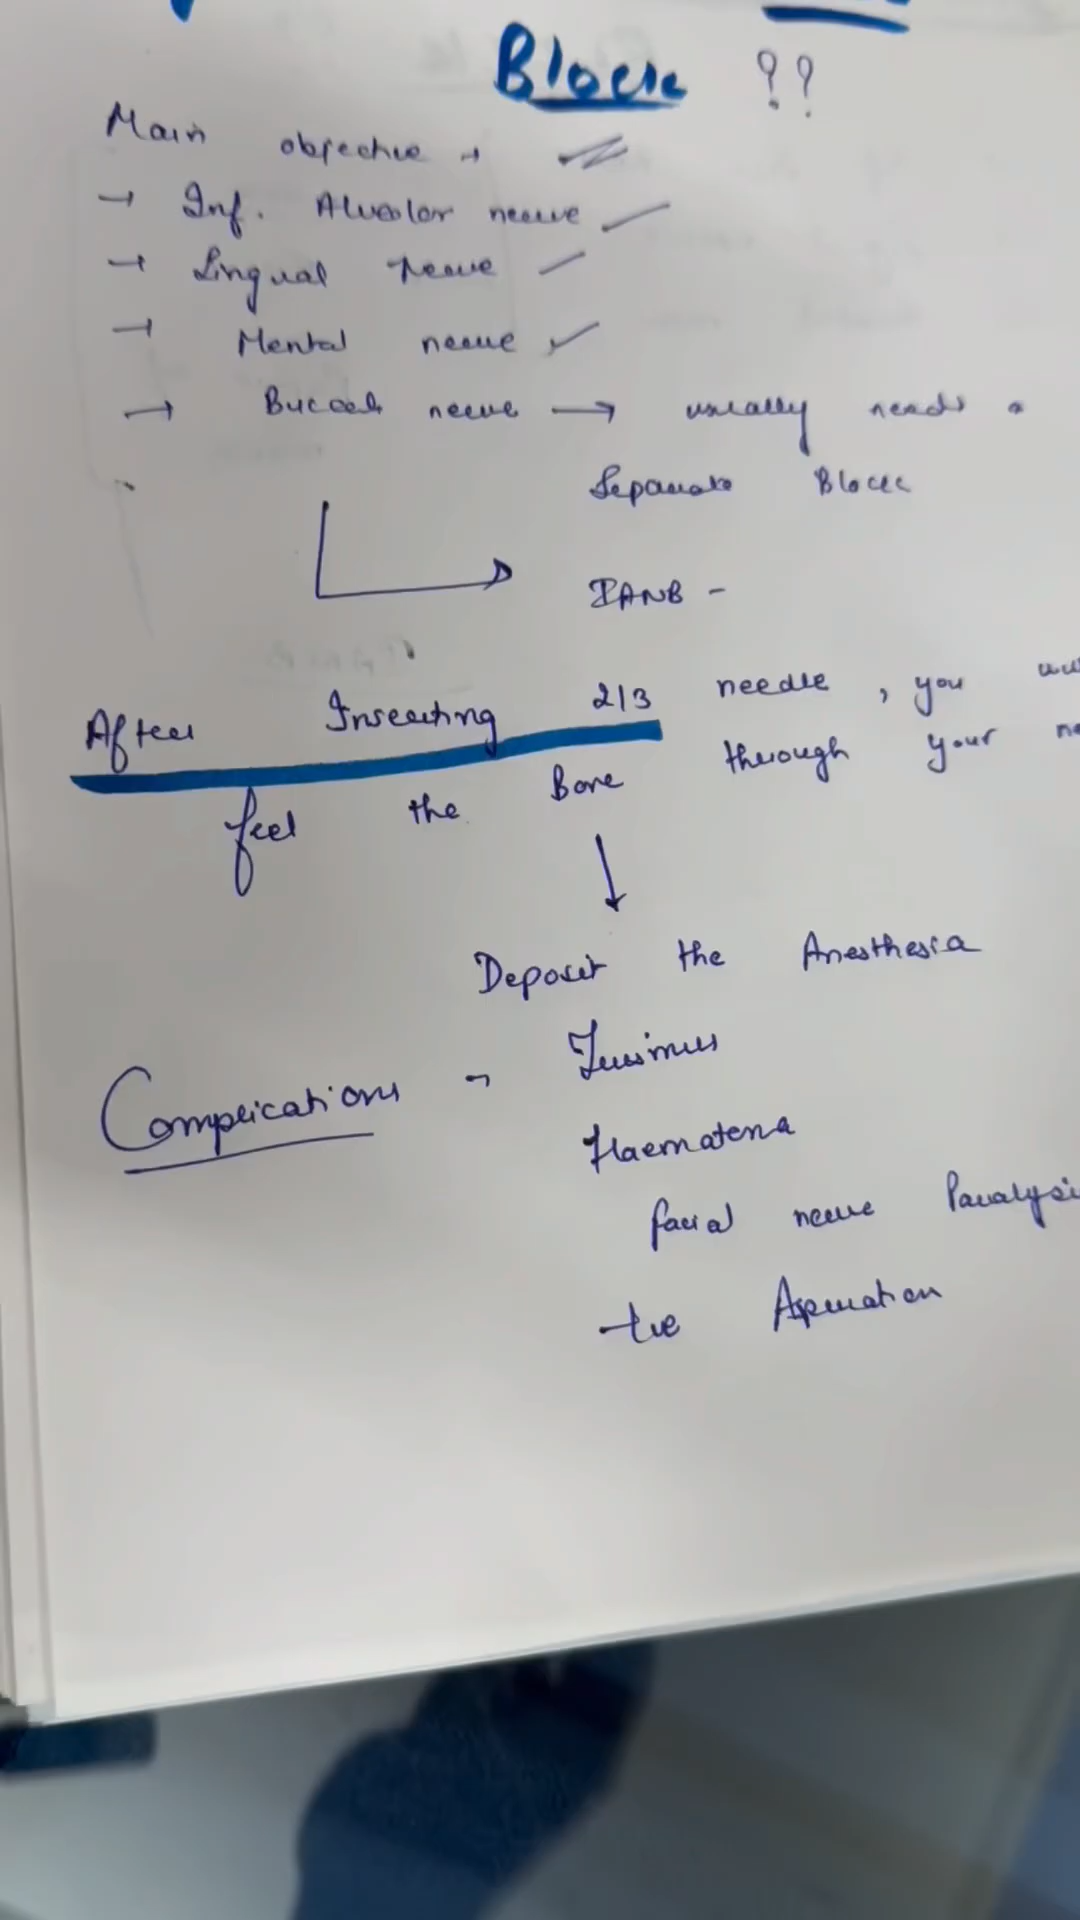 Block ??
Main objective →
→ Inf. Alveolar nerve
→ Lingual nerve
→ Mental nerve
→ Buccal nerve → usually needs a
Separate Block
IANB -
After Inserting 2/3 needle, you
feel the Bone through your
Deposit the Anesthesia
Complications → Trismus
Haematoma
facial nerve Paralysis
+ve Aspiration